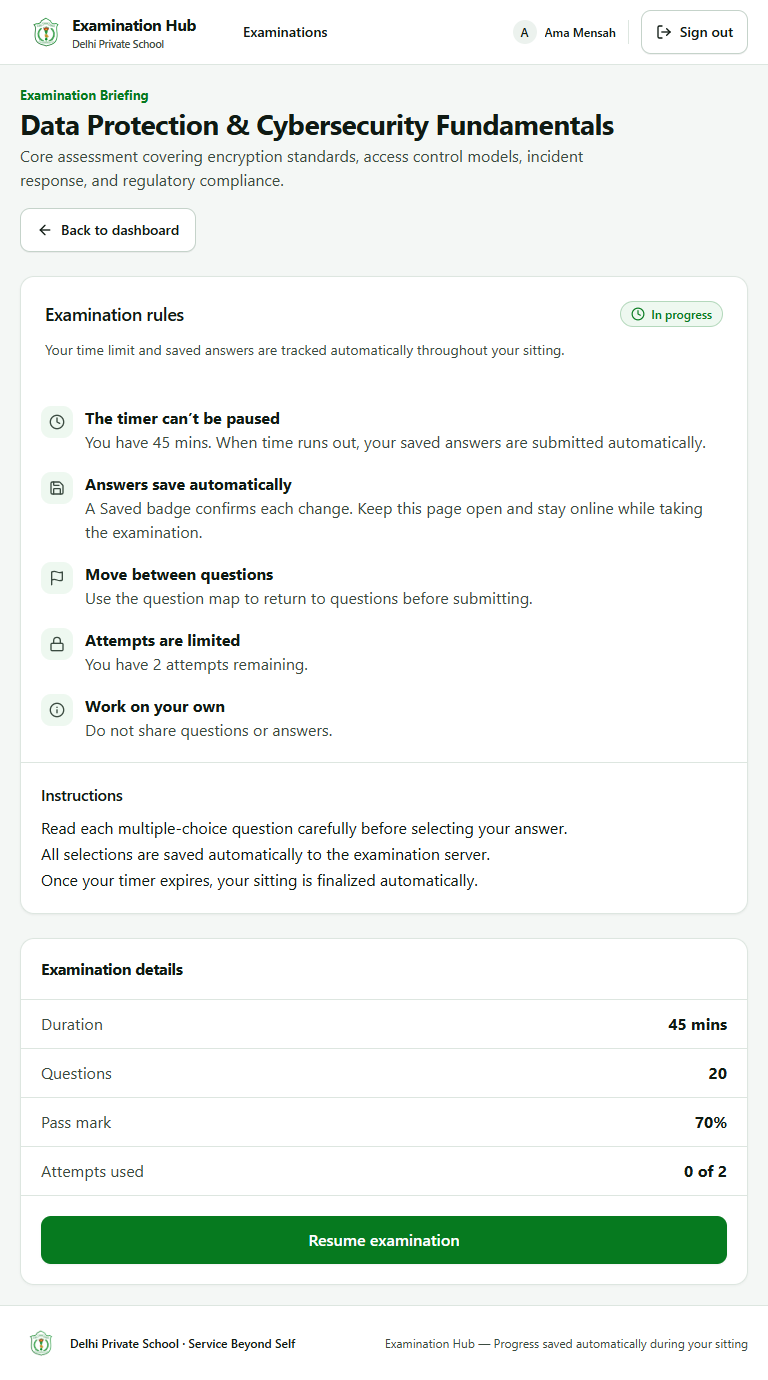 Examination Hub
Delhi Private School
Examinations
A
Ama Mensah
Sign out
Examination Briefing
Data Protection & Cybersecurity Fundamentals
Core assessment covering encryption standards, access control models, incident
response, and regulatory compliance.
Back to dashboard
Examination rules
In progress
Your time limit and saved answers are tracked automatically throughout your sitting.
The timer can't be paused
You have 45 mins. When time runs out, your saved answers are submitted automatically.
Answers save automatically
A Saved badge confirms each change. Keep this page open and stay online while taking
the examination.
Move between questions
Use the question map to return to questions before submitting.
Attempts are limited
You have 2 attempts remaining.
Work on your own
Do not share questions or answers.
Instructions
Read each multiple-choice question carefully before selecting your answer.
All selections are saved automatically to the examination server.
Once your timer expires, your sitting is finalized automatically.
Examination details
Duration
45 mins
Questions
20
Pass mark
70%
Attempts used
0 of 2
Resume examination
Delhi Private School · Service Beyond Self
Examination Hub — Progress saved automatically during your sitting